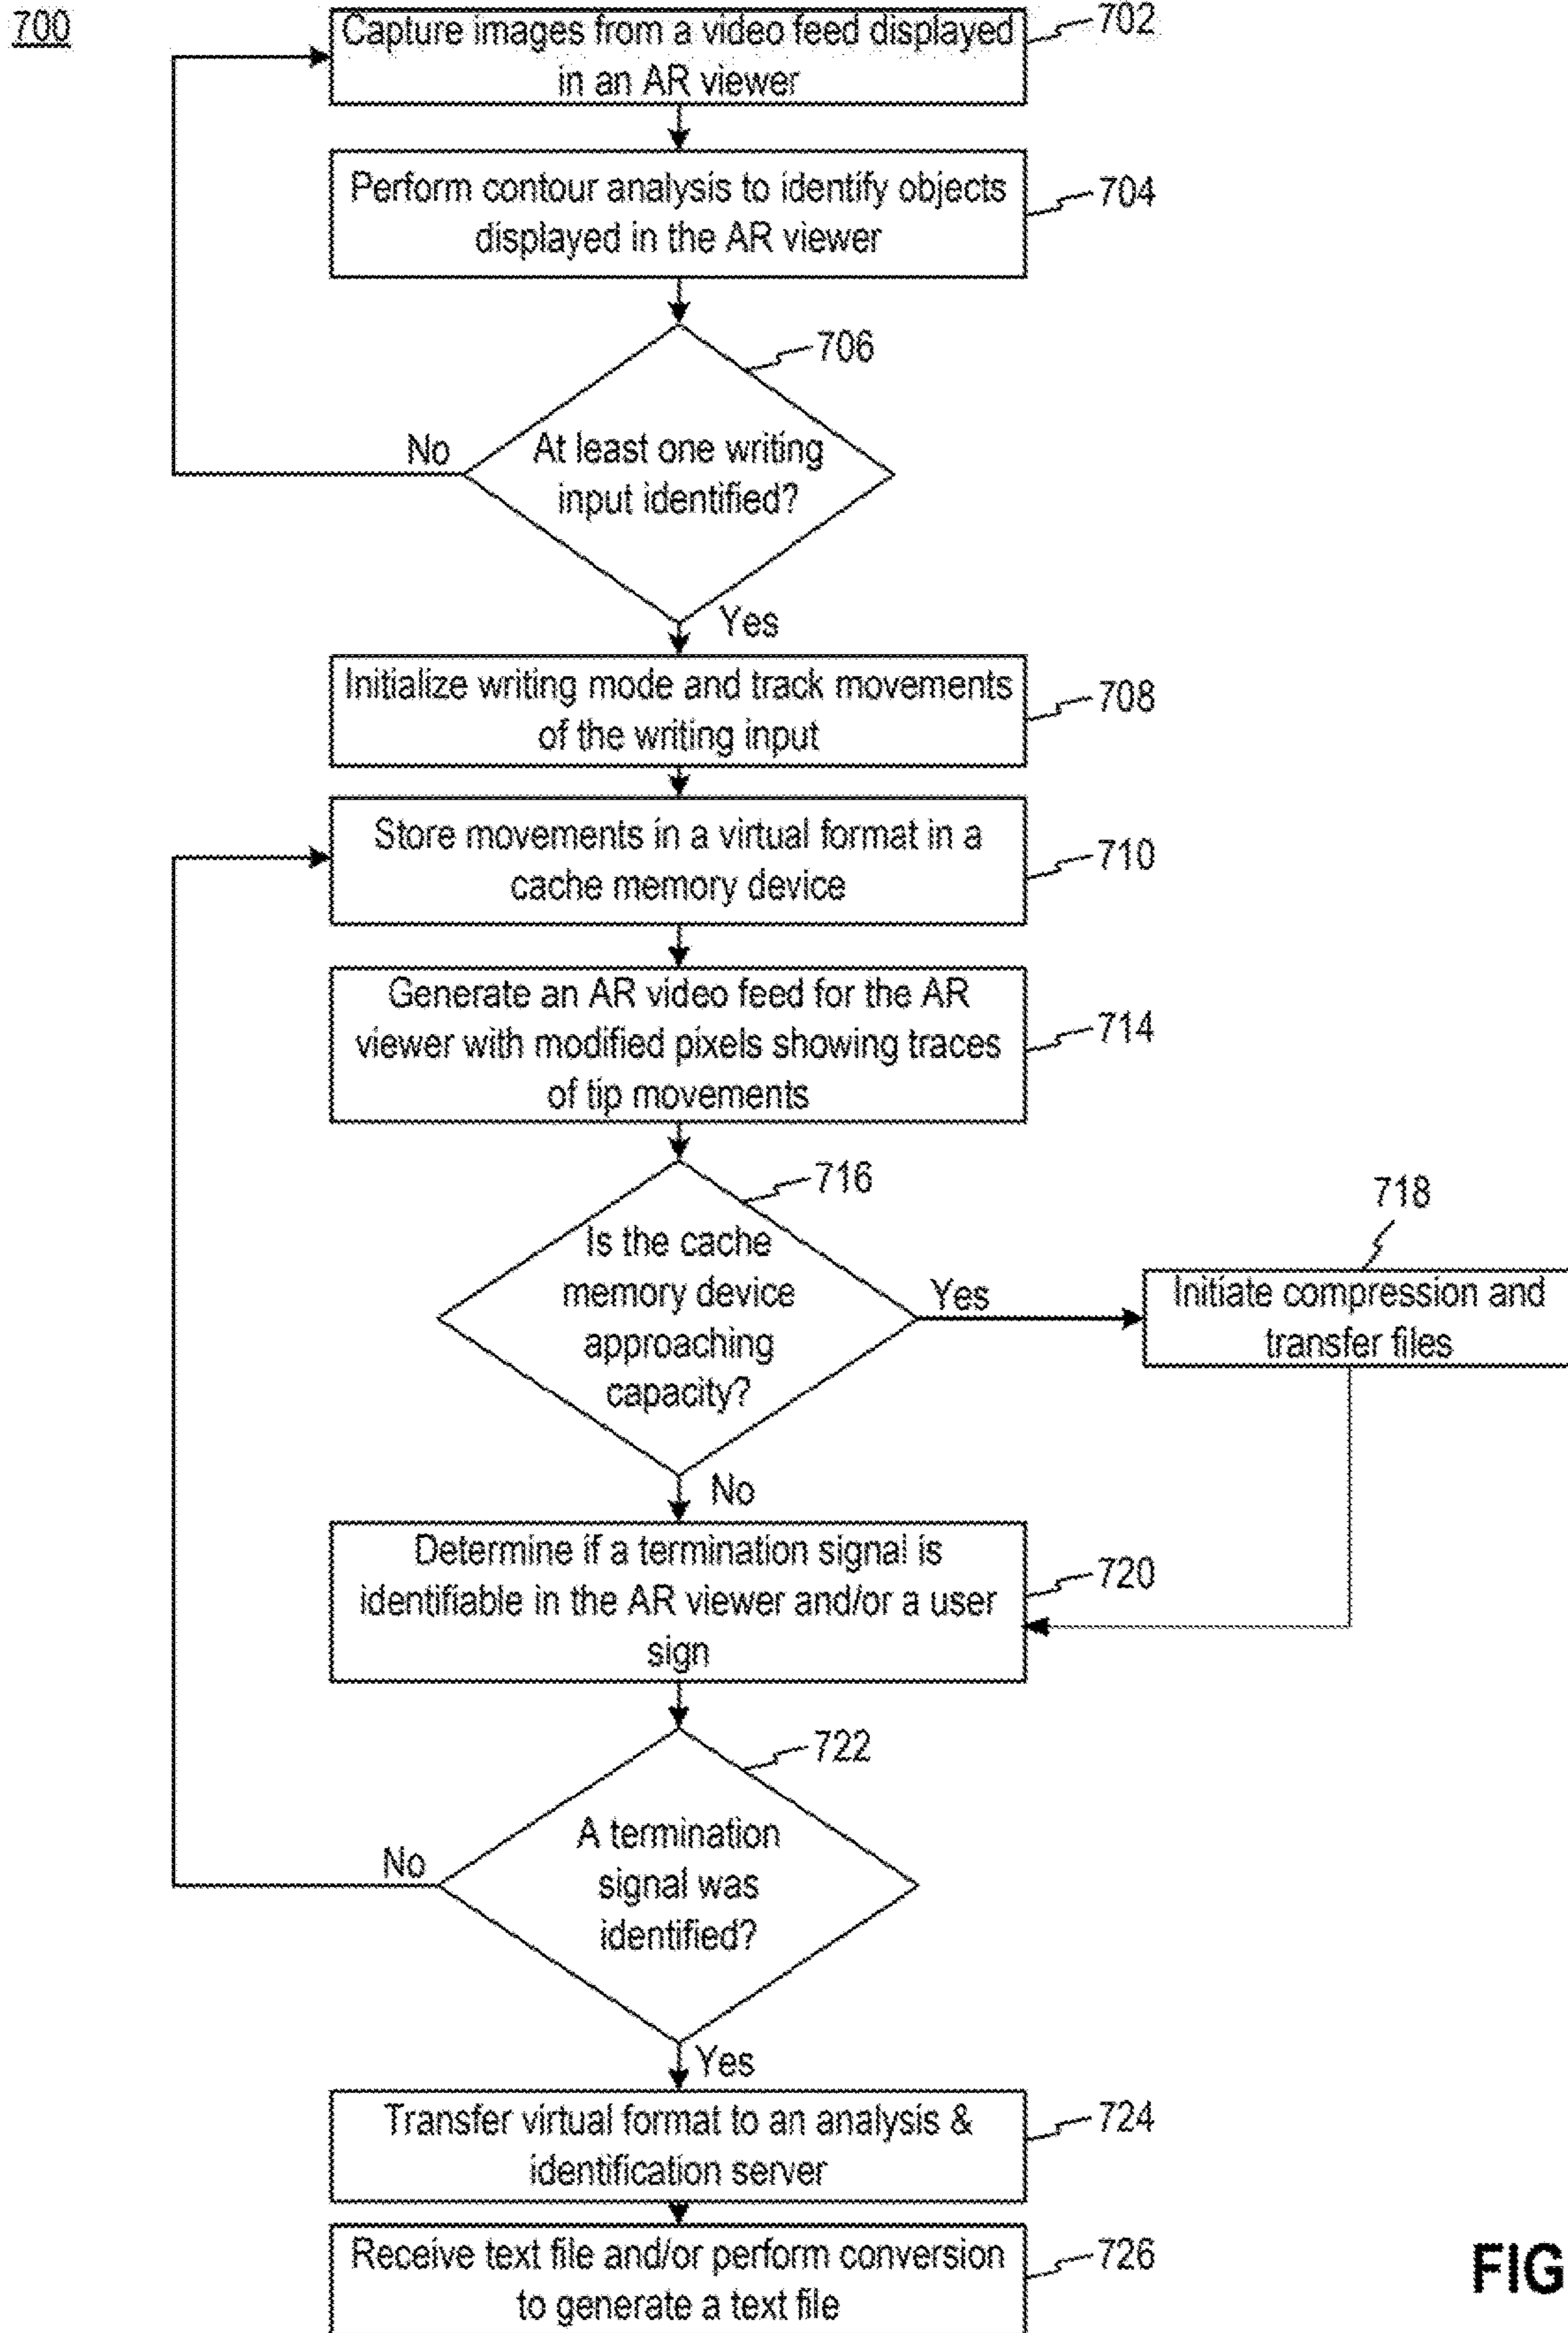 700
Capture images from a video feed displayed
in an AR viewer
702
Perform contour analysis to identify objects
displayed in the AR viewer
704
706
At least one writing
input identified?
No
Yes
Initialize writing mode and track movements
of the writing input
708
Store movements in a virtual format in a
cache memory device
710
Generate an AR video feed for the AR
viewer with modified pixels showing traces
of tip movements
714
716
Is the cache
memory device
approaching
capacity?
Yes
718
Initiate compression and
transfer files
No
Determine if a termination signal is
identifiable in the AR viewer and/or a user
sign
720
722
A termination
signal was
identified?
No
Yes
Transfer virtual format to an analysis &
identification server
724
Receive text file and/or perform conversion
to generate a text file
726
FIG